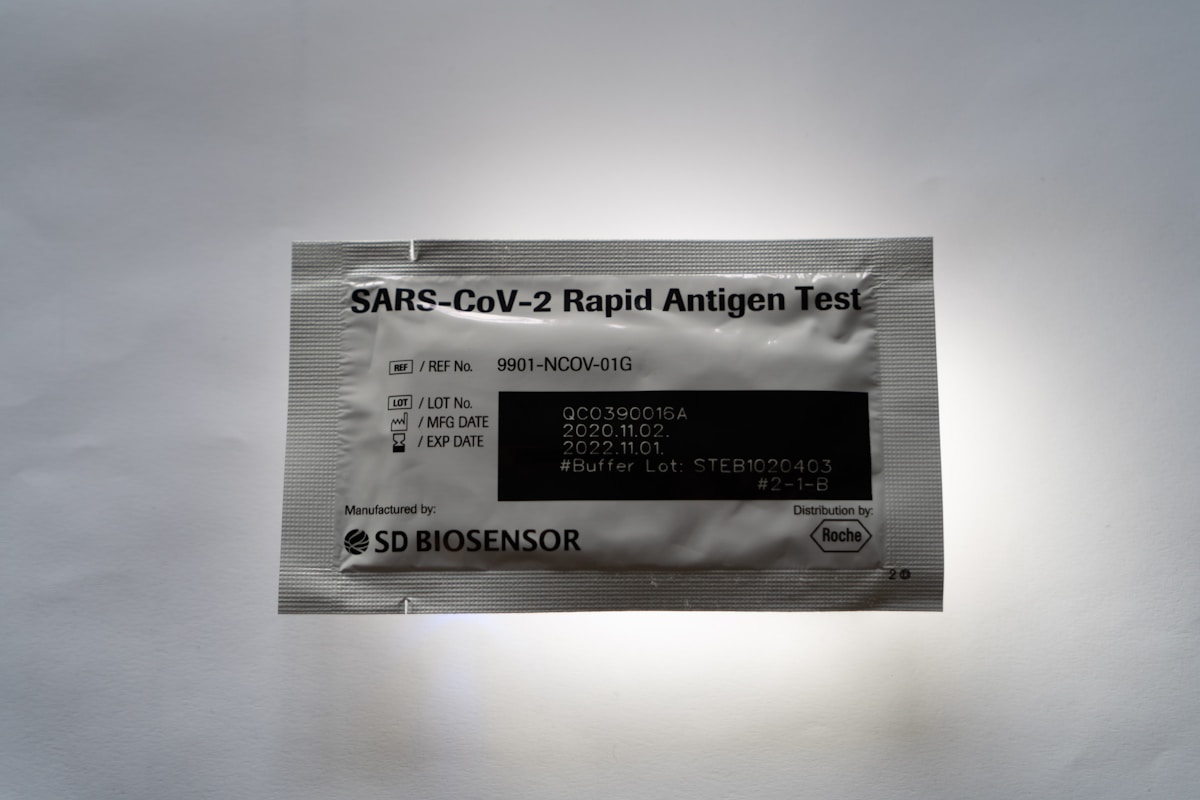 SARS-CoV-2 Rapid Antigen Test
REF / REF No. 9901-NCOV-01G
LOT / LOT No. QC0390016A
/ MFG DATE 2020.11.02.
/ EXP DATE 2022.11.01.
#Buffer Lot: STEB1020403
#2-1-B
Manufactured by:
SD BIOSENSOR
Distribution by:
Roche
2